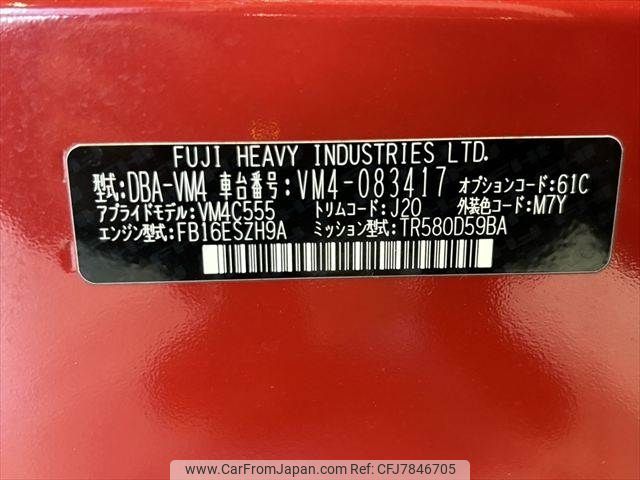 FUJI HEAVY INDUSTRIES LTD.
型式:DBA-VM4 車台番号:VM4-083417 オプションコード:61C
アプライドモデル:VM4C555 トリムコード:J20 外装色コード:M7Y
エンジン型式:FB16ESZH9A ミッション型式:TR580D59BA
www.CarFromJapan.com Car Ref: CFJ7846705